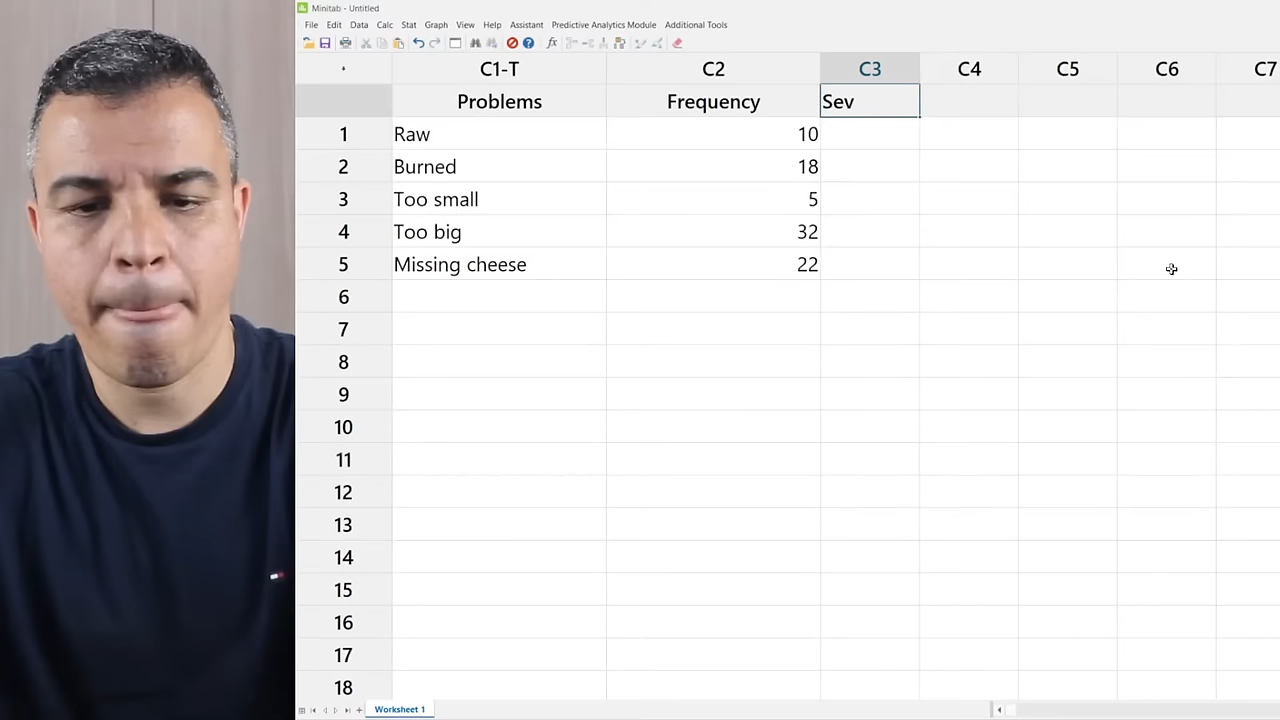 Minitab - Untitled
File Edit Data Calc Stat Graph View Help Assistant Predictive Analytics Module Additional Tools
C1-T C2 C3 C4 C5 C6 C7
Problems Frequency Sev
1 Raw 10
2 Burned 18
3 Too small 5
4 Too big 32
5 Missing cheese 22
6
7
8
9
10
11
12
13
14
15
16
17
18
Worksheet 1